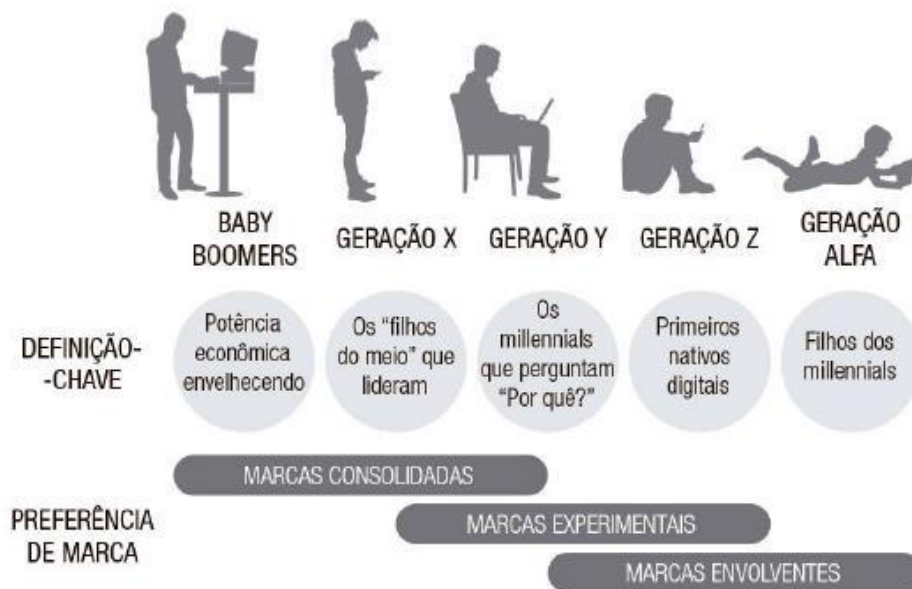 BABY
BOOMERS
GERAÇÃO X
GERAÇÃO Y
GERAÇÃO Z
GERAÇÃO
ALFA
DEFINIÇÃO-
-CHAVE
Potência
econômica
envelhecendo
Os "filhos
do meio" que
lideram
Os
millennials
que perguntam
"Por quê?"
Primeiros
nativos
digitais
Filhos dos
millennials
PREFERÊNCIA
DE MARCA
MARCAS CONSOLIDADAS
MARCAS EXPERIMENTAIS
MARCAS ENVOLVENTES